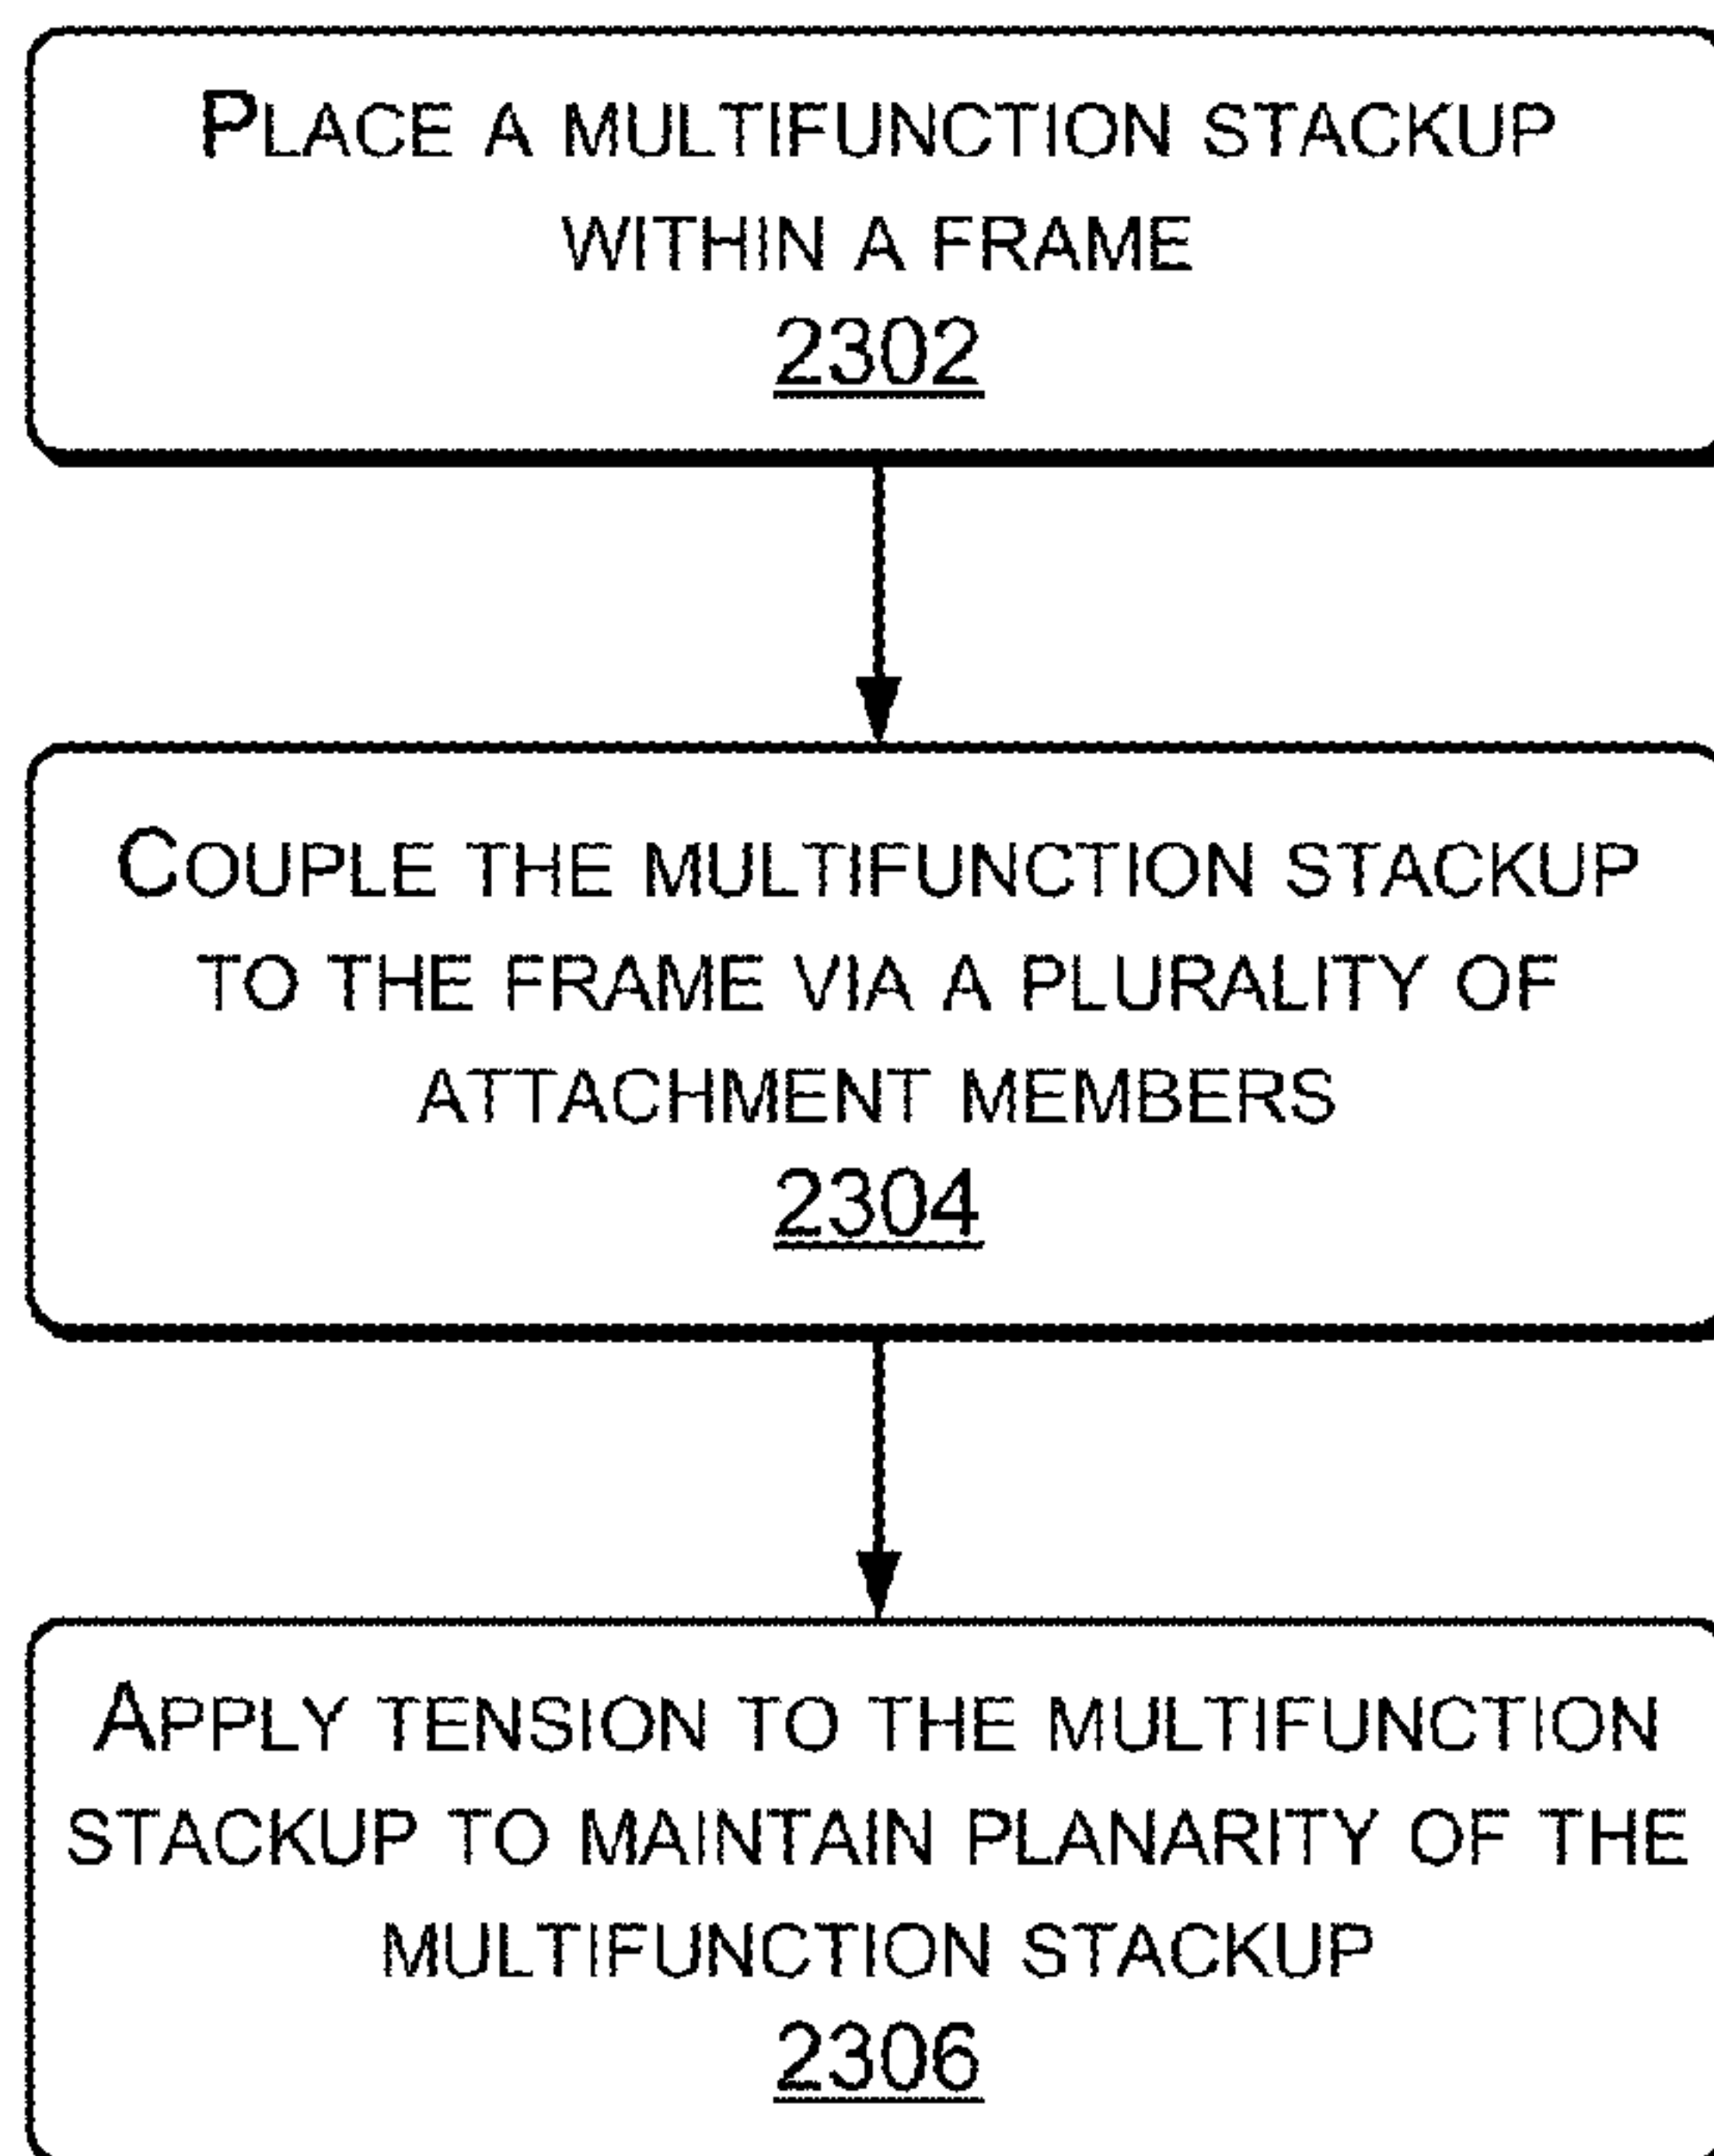 PLACE A MULTIFUNCTION STACKUP
WITHIN A FRAME
2302
COUPLE THE MULTIFUNCTION STACKUP
TO THE FRAME VIA A PLURALITY OF
ATTACHMENT MEMBERS
2304
APPLY TENSION TO THE MULTIFUNCTION
STACKUP TO MAINTAIN PLANARITY OF THE
MULTIFUNCTION STACKUP
2306